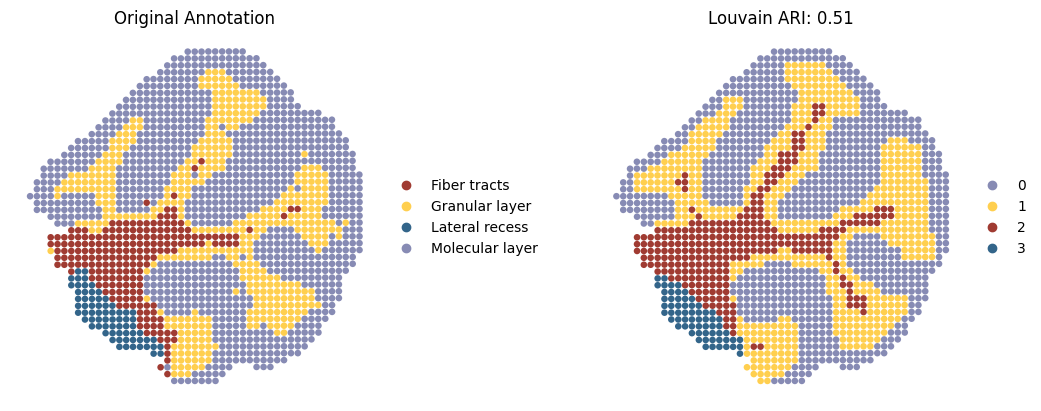 Original Annotation
Fiber tracts
Granular layer
Lateral recess
Molecular layer
Louvain ARI: 0.51
0
1
2
3